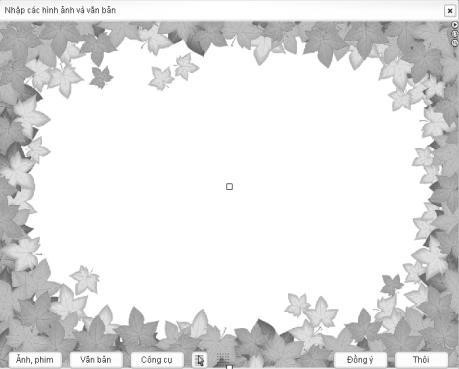 Nhập các hình ảnh và văn bản
Ảnh, phim Văn bản Công cụ Đồng ý Thôi